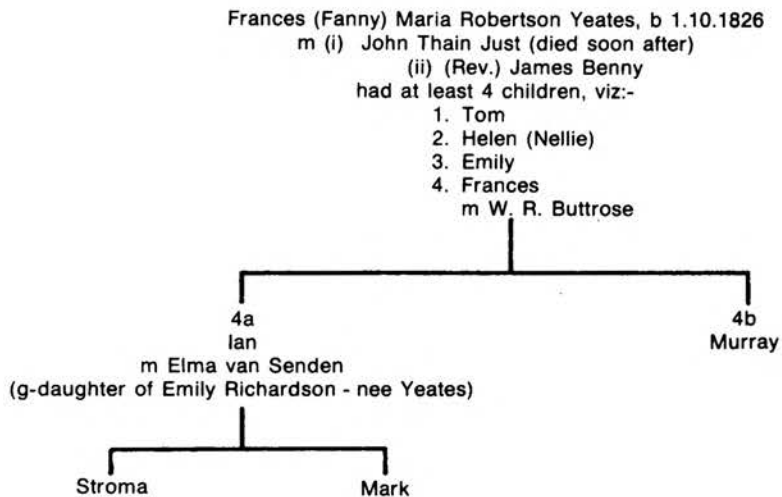 Frances (Fanny) Maria Robertson Yeates, b 1.10.1826
m (i) John Thain Just (died soon after)
(ii) (Rev.) James Benny
had at least 4 children, viz:-
1. Tom
2. Helen (Nellie)
3. Emily
4. Frances
m W. R. Buttrose
4a 4b
Ian Murray
m Elma van Senden
(g-daughter of Emily Richardson - nee Yeates)
Stroma Mark